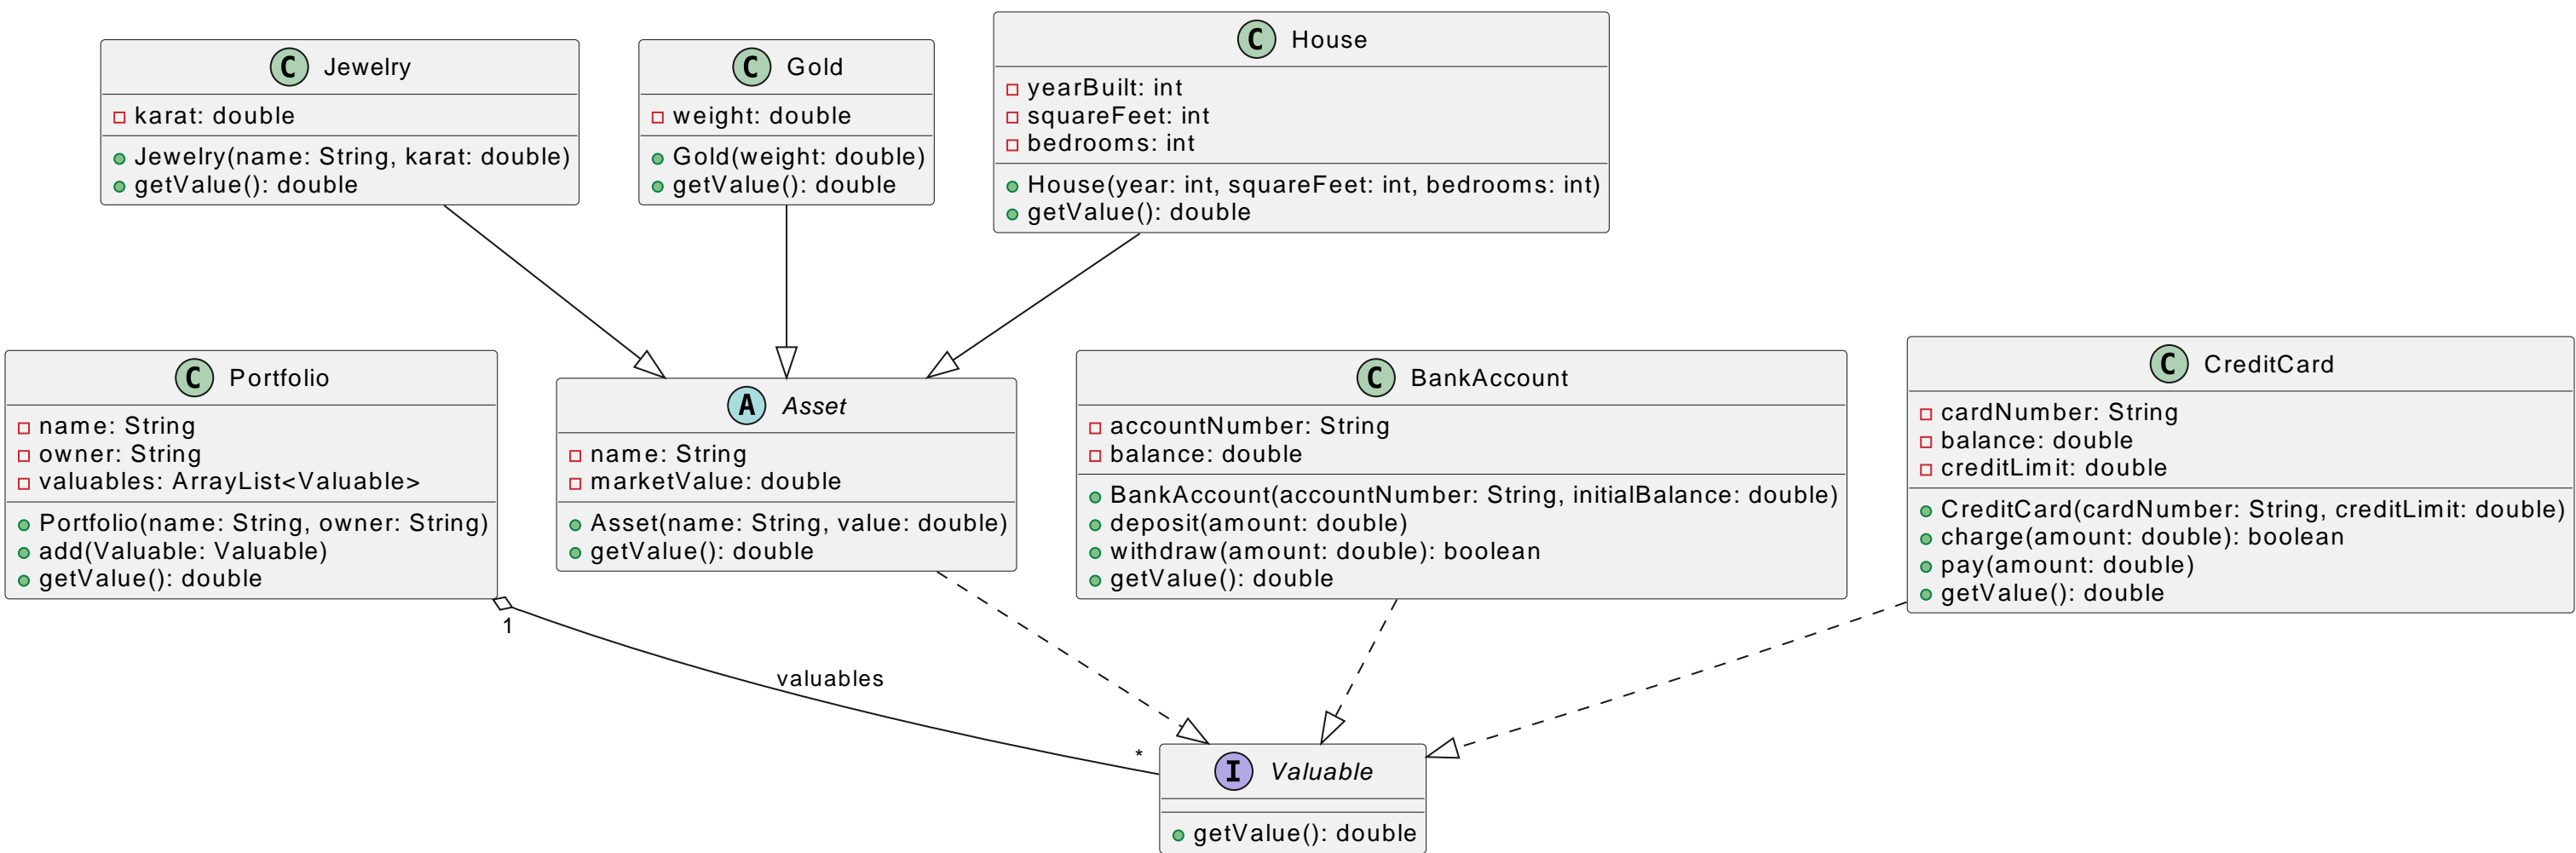 C Jewelry
karat: double
Jewelry(name: String, karat: double)
getValue(): double
C Gold
weight: double
Gold(weight: double)
getValue(): double
C House
yearBuilt: int
squareFeet: int
bedrooms: int
House(year: int, squareFeet: int, bedrooms: int)
getValue(): double
C Portfolio
name: String
owner: String
valuables: ArrayList<Valuable>
Portfolio(name: String, owner: String)
add(Valuable: Valuable)
getValue(): double
A Asset
name: String
marketValue: double
Asset(name: String, value: double)
getValue(): double
C BankAccount
accountNumber: String
balance: double
BankAccount(accountNumber: String, initialBalance: double)
deposit(amount: double)
withdraw(amount: double): boolean
getValue(): double
C CreditCard
cardNumber: String
balance: double
creditLimit: double
CreditCard(cardNumber: String, creditLimit: double)
charge(amount: double): boolean
pay(amount: double)
getValue(): double
1
valuables
*
I Valuable
getValue(): double